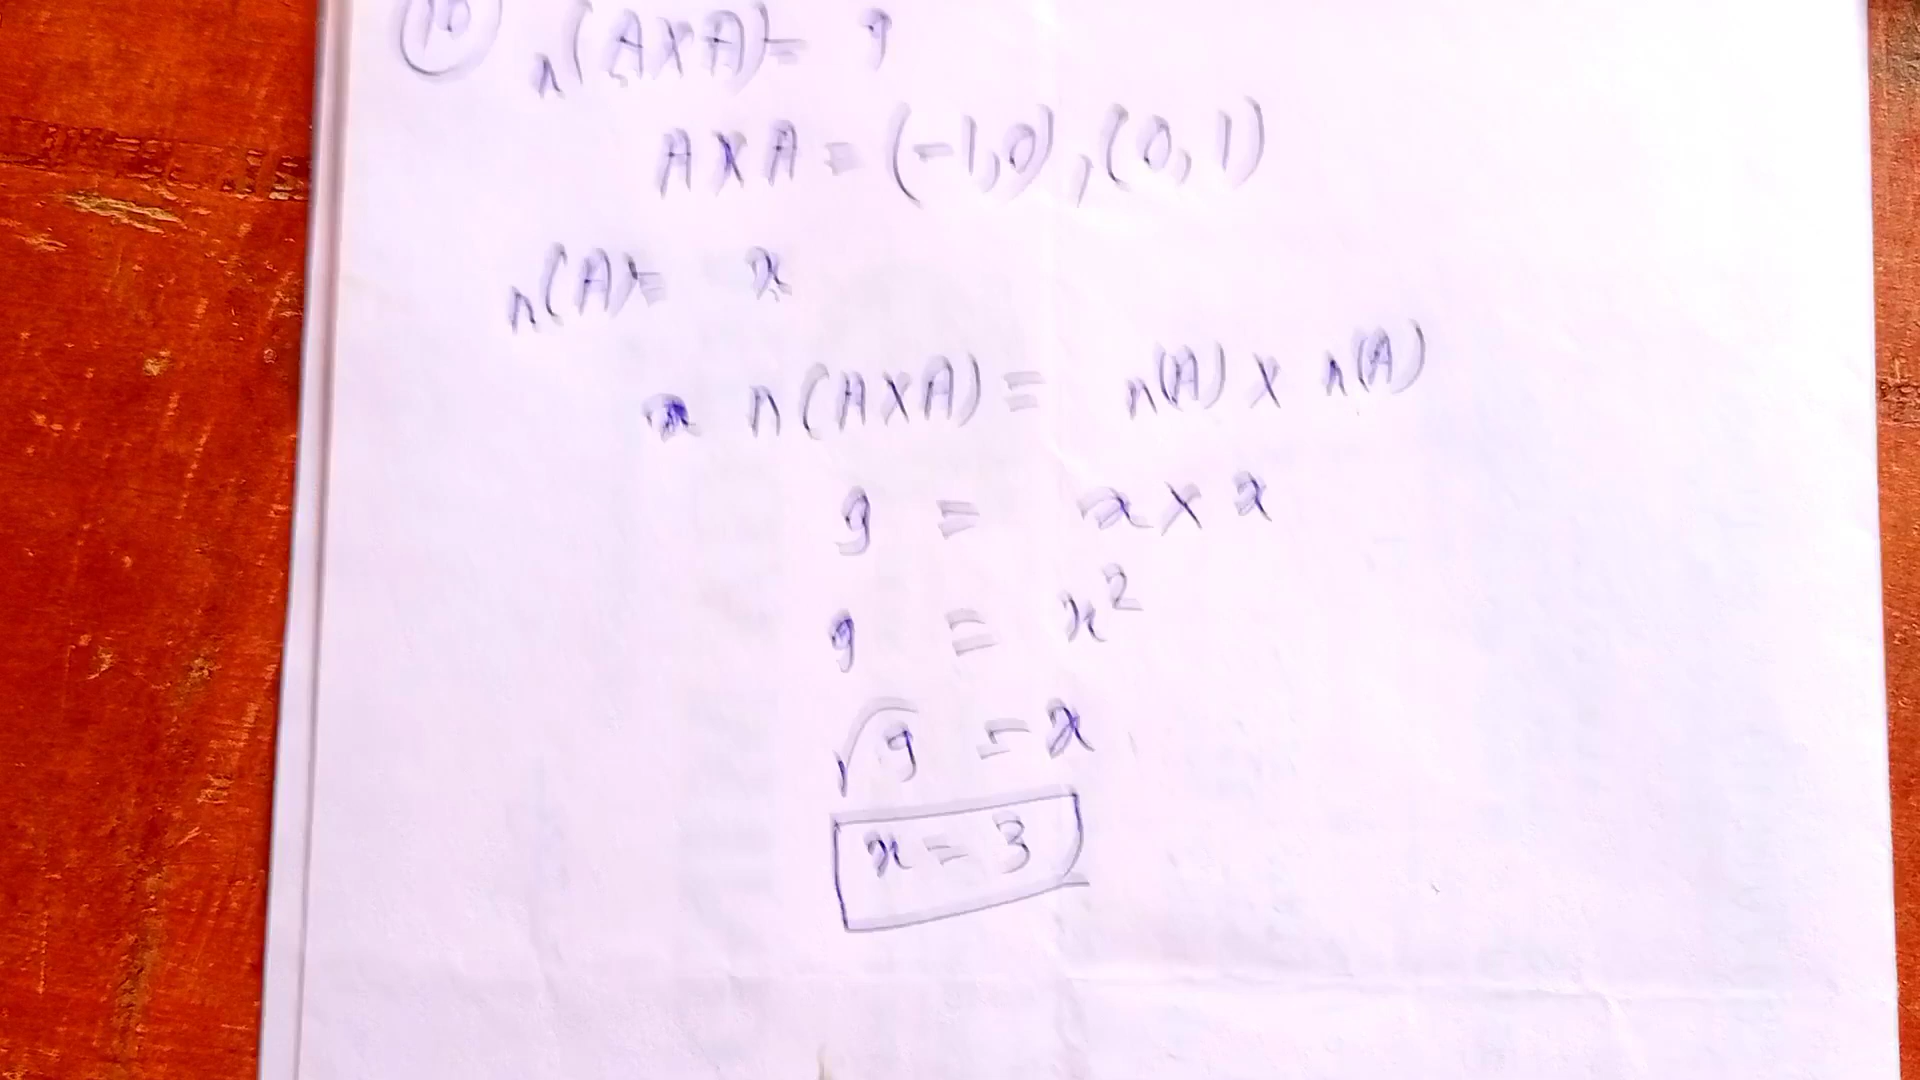 10 n(A×A)= 9
A×A = (-1,0), (0,1)
n(A)= x
n(A×A) = n(A) × n(A)
9 = x × x
9 = x²
√9 = x
x = 3